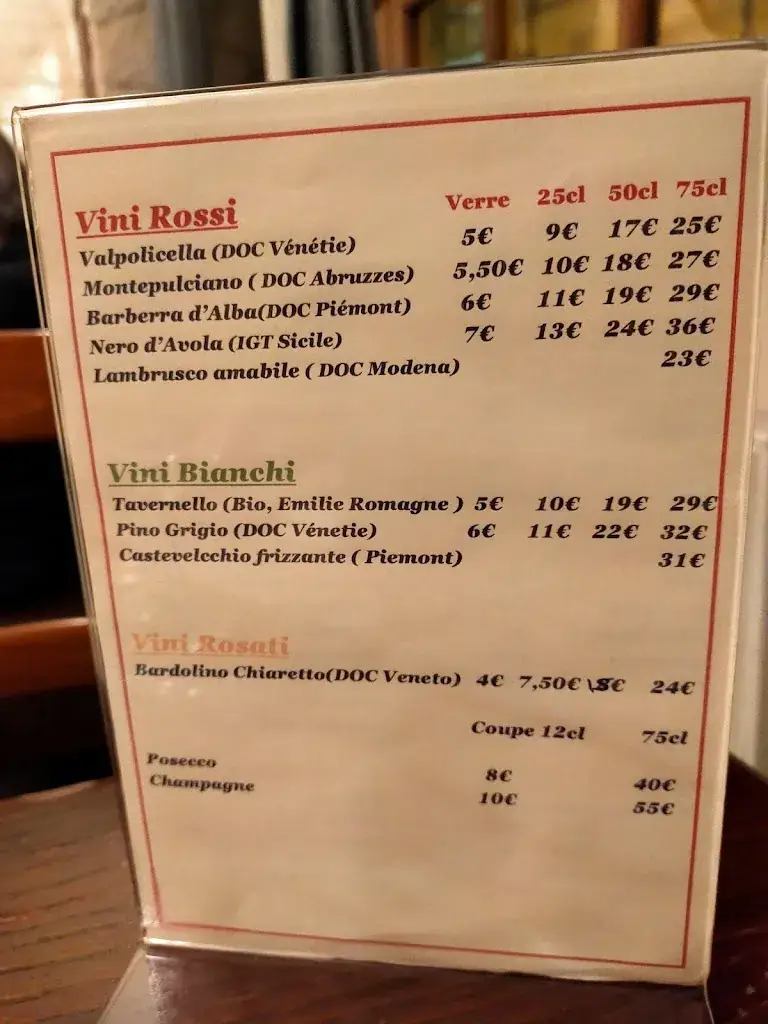 Vini Rossi Verre 25cl 50cl 75cl
Valpolicella (DOC Vénétie) 5€ 9€ 17€ 25€
Montepulciano ( DOC Abruzzes) 5,50€ 10€ 18€ 27€
Barberra d'Alba(DOC Piémont) 6€ 11€ 19€ 29€
Nero d'Avola (IGT Sicile) 7€ 13€ 24€ 36€
Lambrusco amabile ( DOC Modena) 23€
Vini Bianchi
Tavernello (Bio, Emilie Romagne ) 5€ 10€ 19€ 29€
Pino Grigio (DOC Vénetie) 6€ 11€ 22€ 32€
Castevelcchio frizzante ( Piemont) 31€
Vini Rosati
Bardolino Chiaretto(DOC Veneto) 4€ 7,50€ 24€
Coupe 12cl 75cl
Posecco 8€ 40€
Champagne 10€ 55€